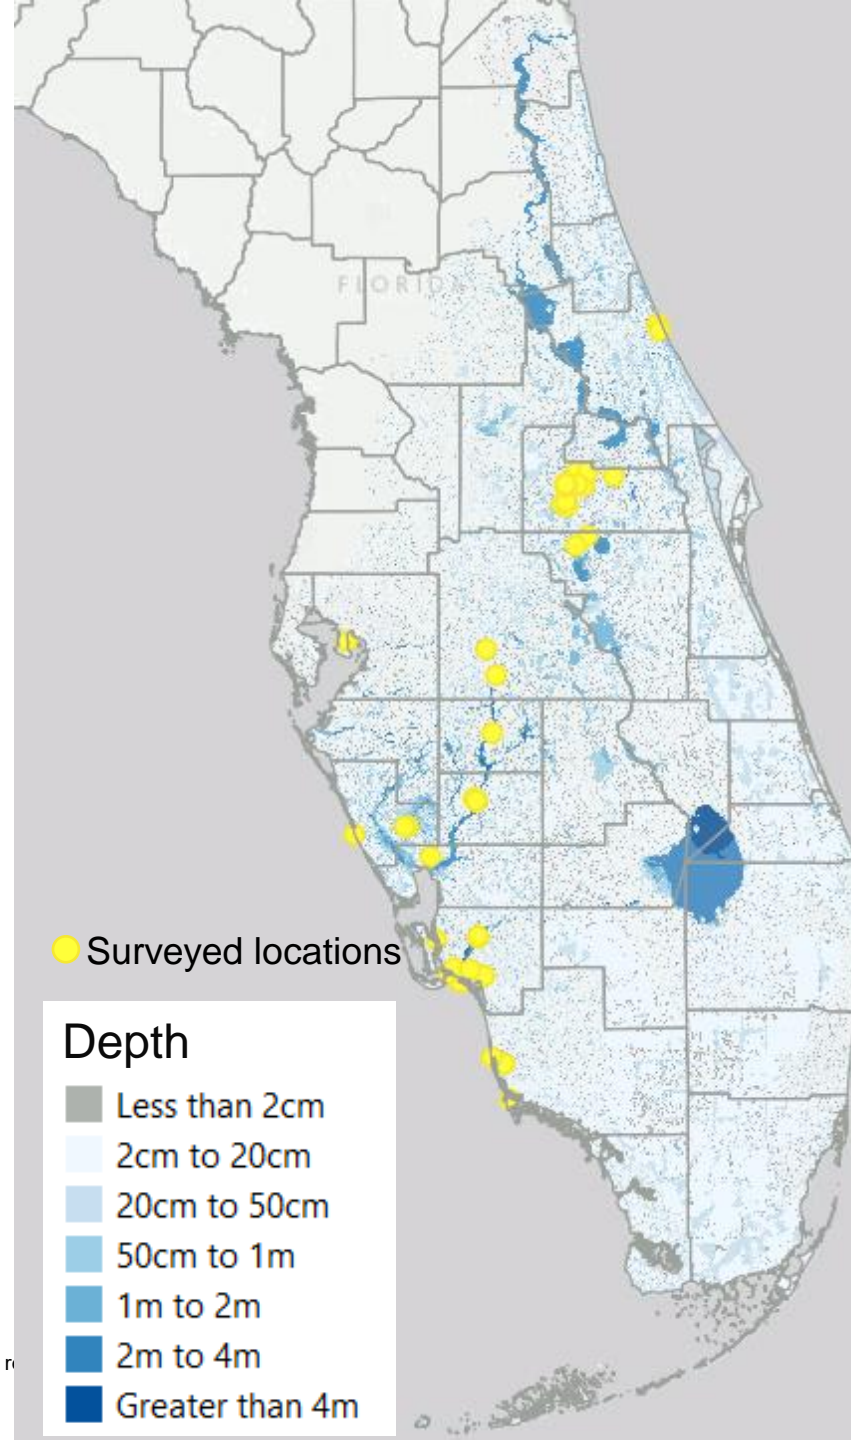 FLORIDA
Surveyed locations
Depth
Less than 2cm
2cm to 20cm
20cm to 50cm
50cm to 1m
1m to 2m
2m to 4m
Greater than 4m